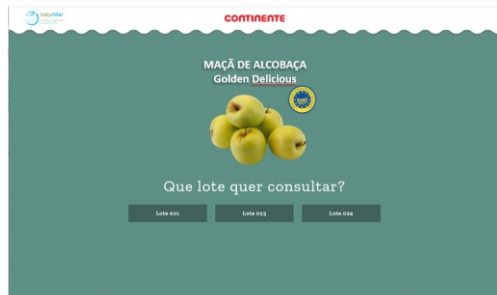 ValorMar
CONTINENTE
MAÇÃ DE ALCOBAÇA
Golden Delicious
Que lote quer consultar?
Lote 001
Lote 023
Lote 024